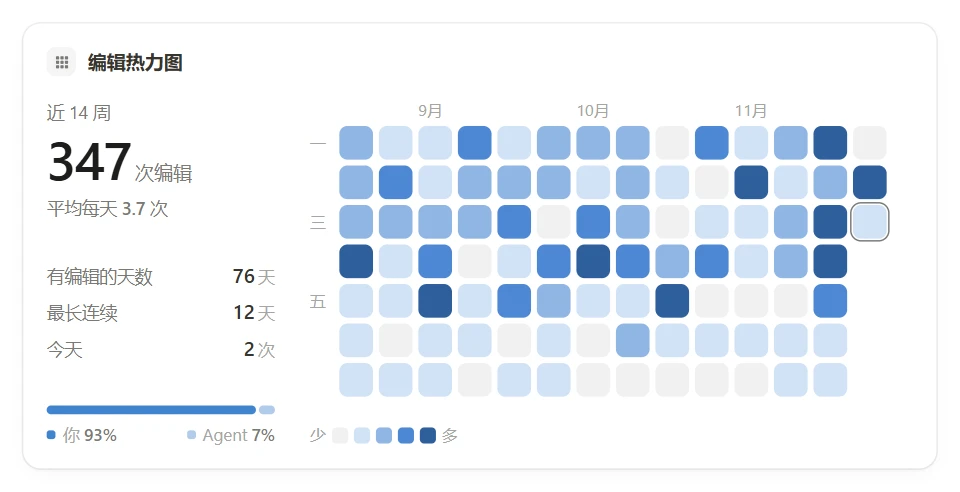 编辑热力图
近 14 周
347 次编辑
平均每天 3.7 次
有编辑的天数 76 天
最长连续 12 天
今天 2 次
你 93% Agent 7%
9月 10月 11月
一
三
五
少 多